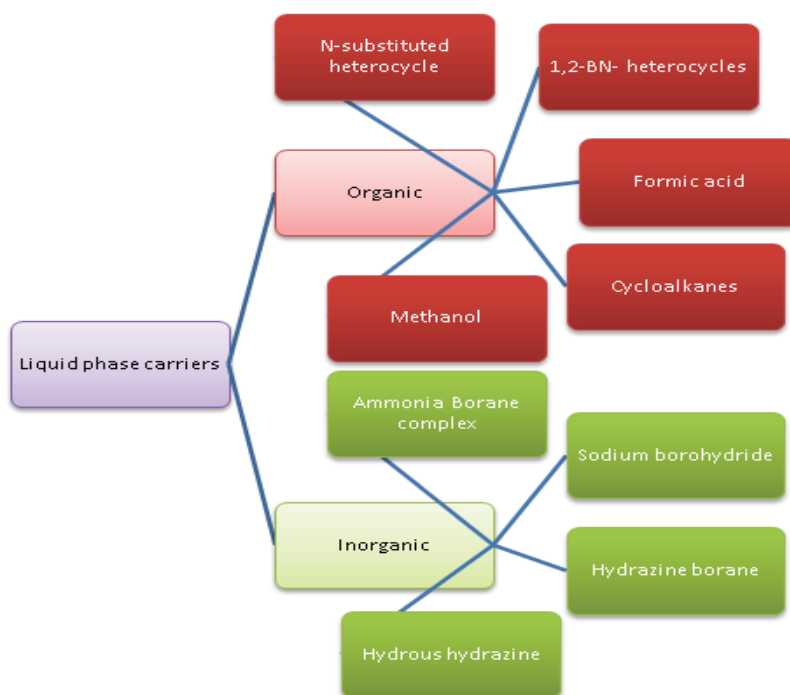 N-substituted
heterocycle
1,2-BN- heterocycles
Organic
Formic acid
Cycloalkanes
Methanol
Liquid phase carriers
Ammonia Borane
complex
Sodium borohydride
Inorganic
Hydrazine borane
Hydrous hydrazine